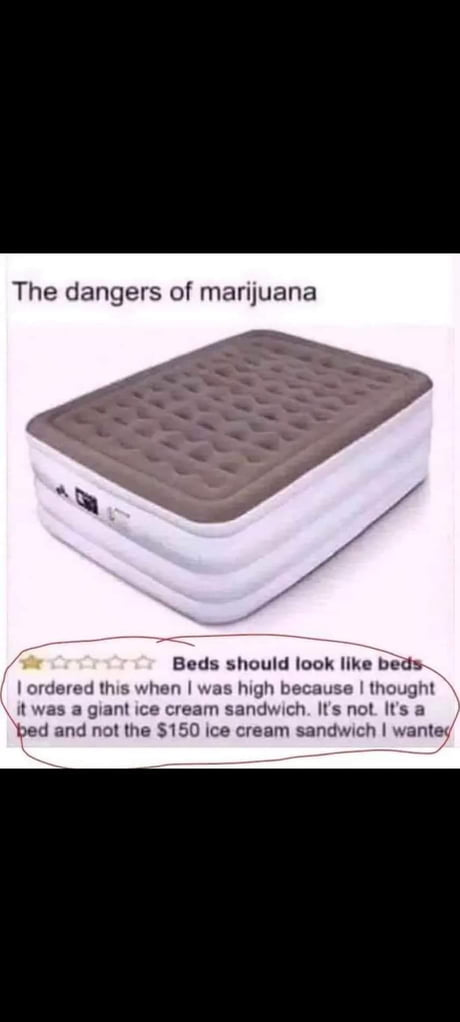 The dangers of marijuana
Beds should look like beds
I ordered this when I was high because I thought
it was a giant ice cream sandwich. It's not. It's a
bed and not the $150 ice cream sandwich I wanted